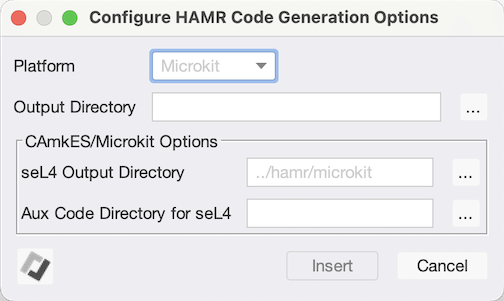 Configure HAMR Code Generation Options
Platform Microkit
Output Directory ...
CAmkES/Microkit Options
seL4 Output Directory ../hamr/microkit ...
Aux Code Directory for seL4 ...
Insert Cancel